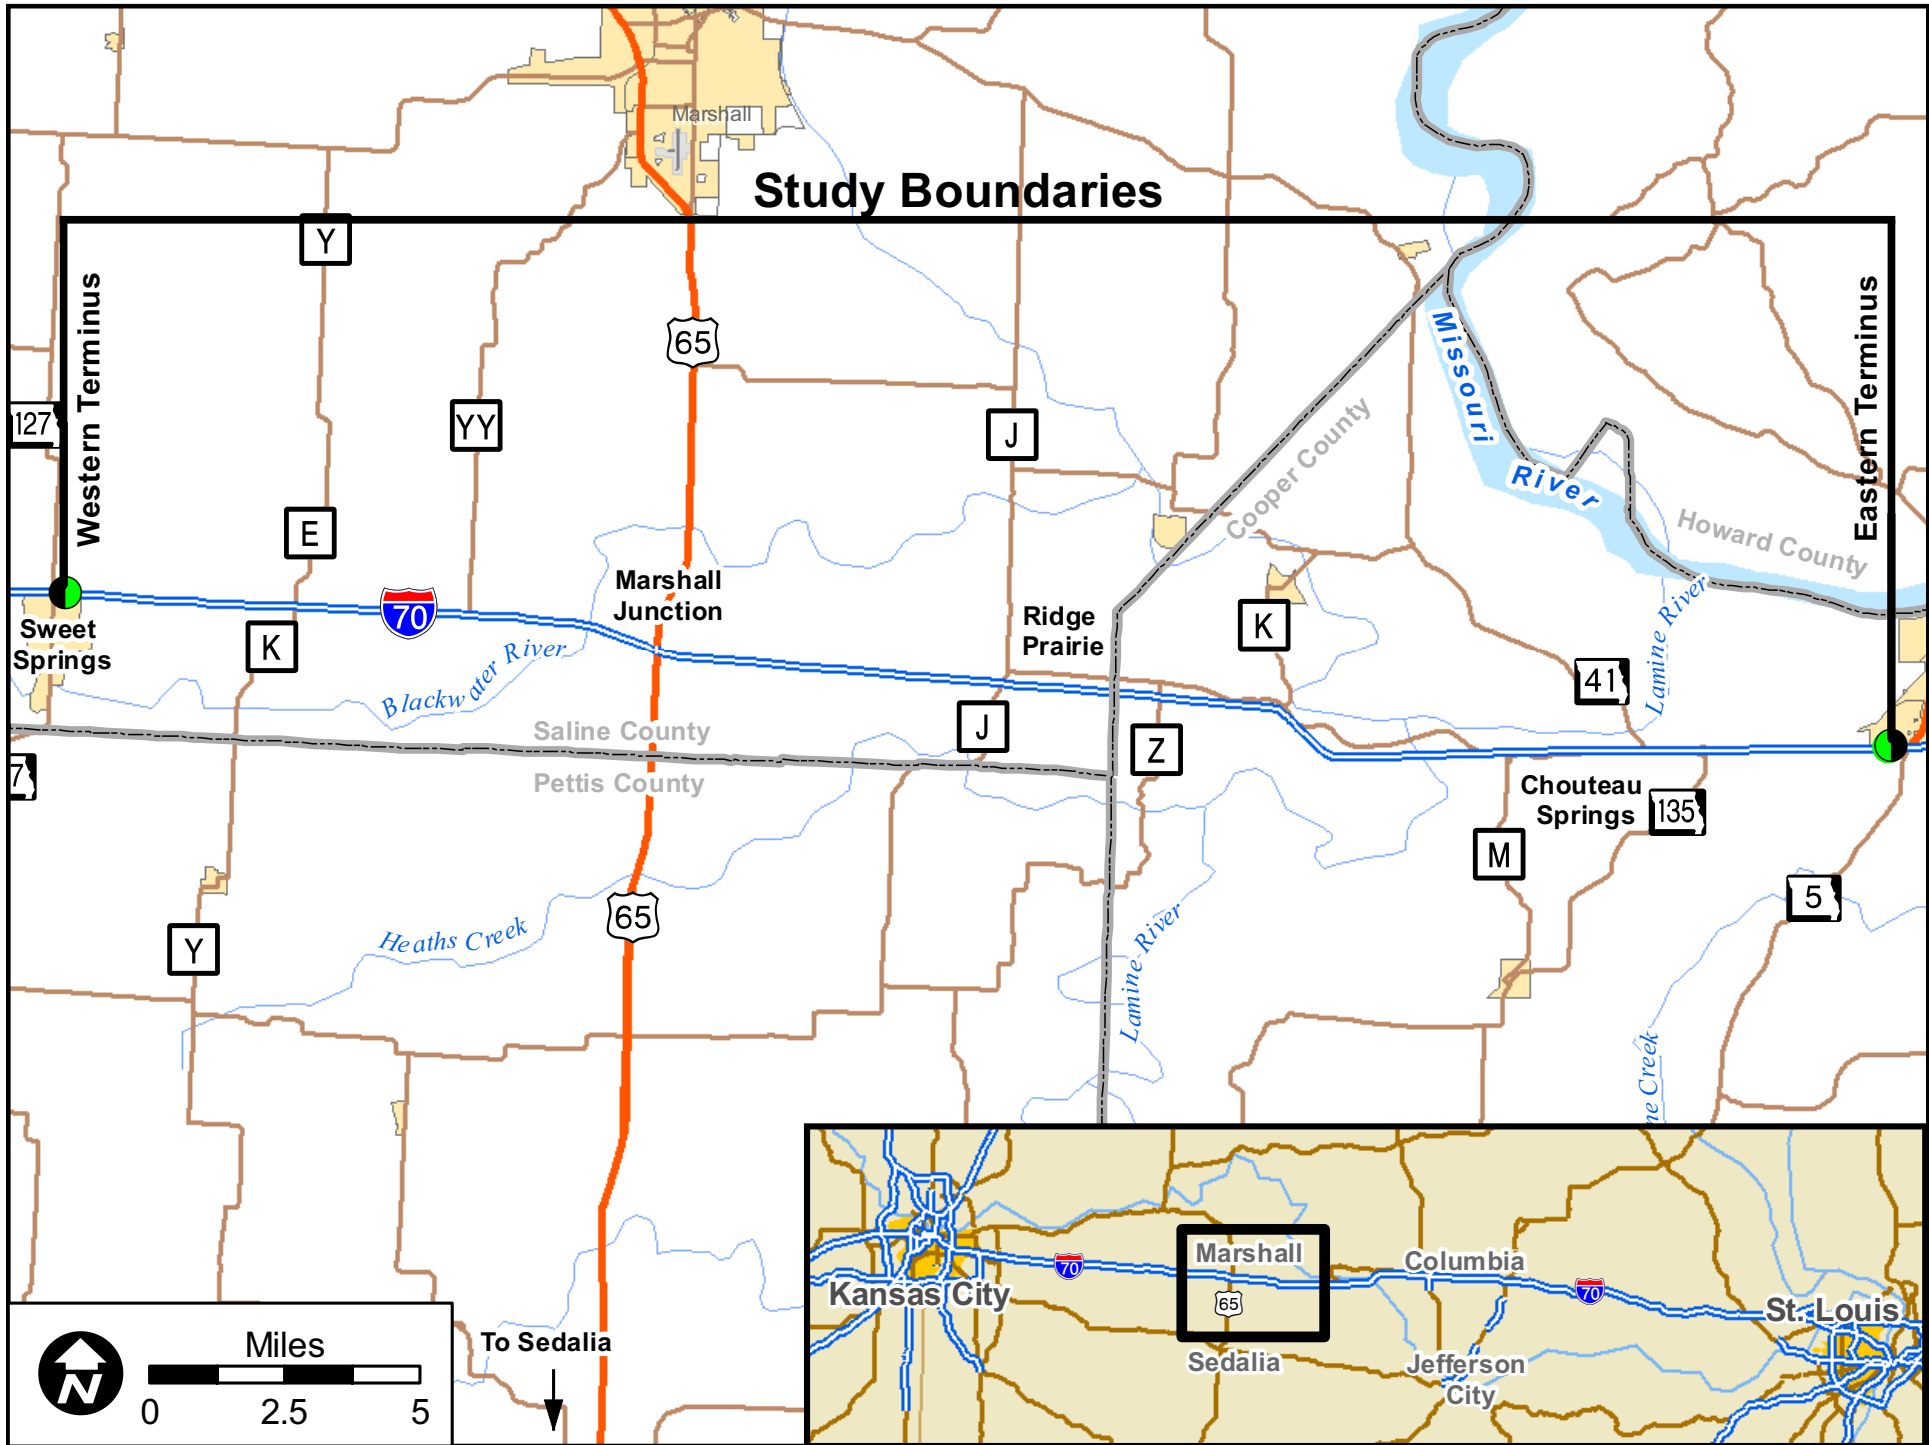 Marshall
Study Boundaries
Y
Western Terminus
Eastern Terminus
65
127
YY
J
Missouri
River
Cooper County
Howard County
E
70
Marshall
Junction
Sweet
Springs
K
Ridge
Prairie
K
Lamine River
Blackwater River
41
Saline County
Pettis County
J
Z
7
Chouteau
Springs
135
M
5
65
Y
Heaths Creek
Lamine River
ne Creek
To Sedalia
Miles
0 2.5 5
N
Marshall
Columbia
70
70
65
Kansas City
St. Louis
Sedalia
Jefferson
City